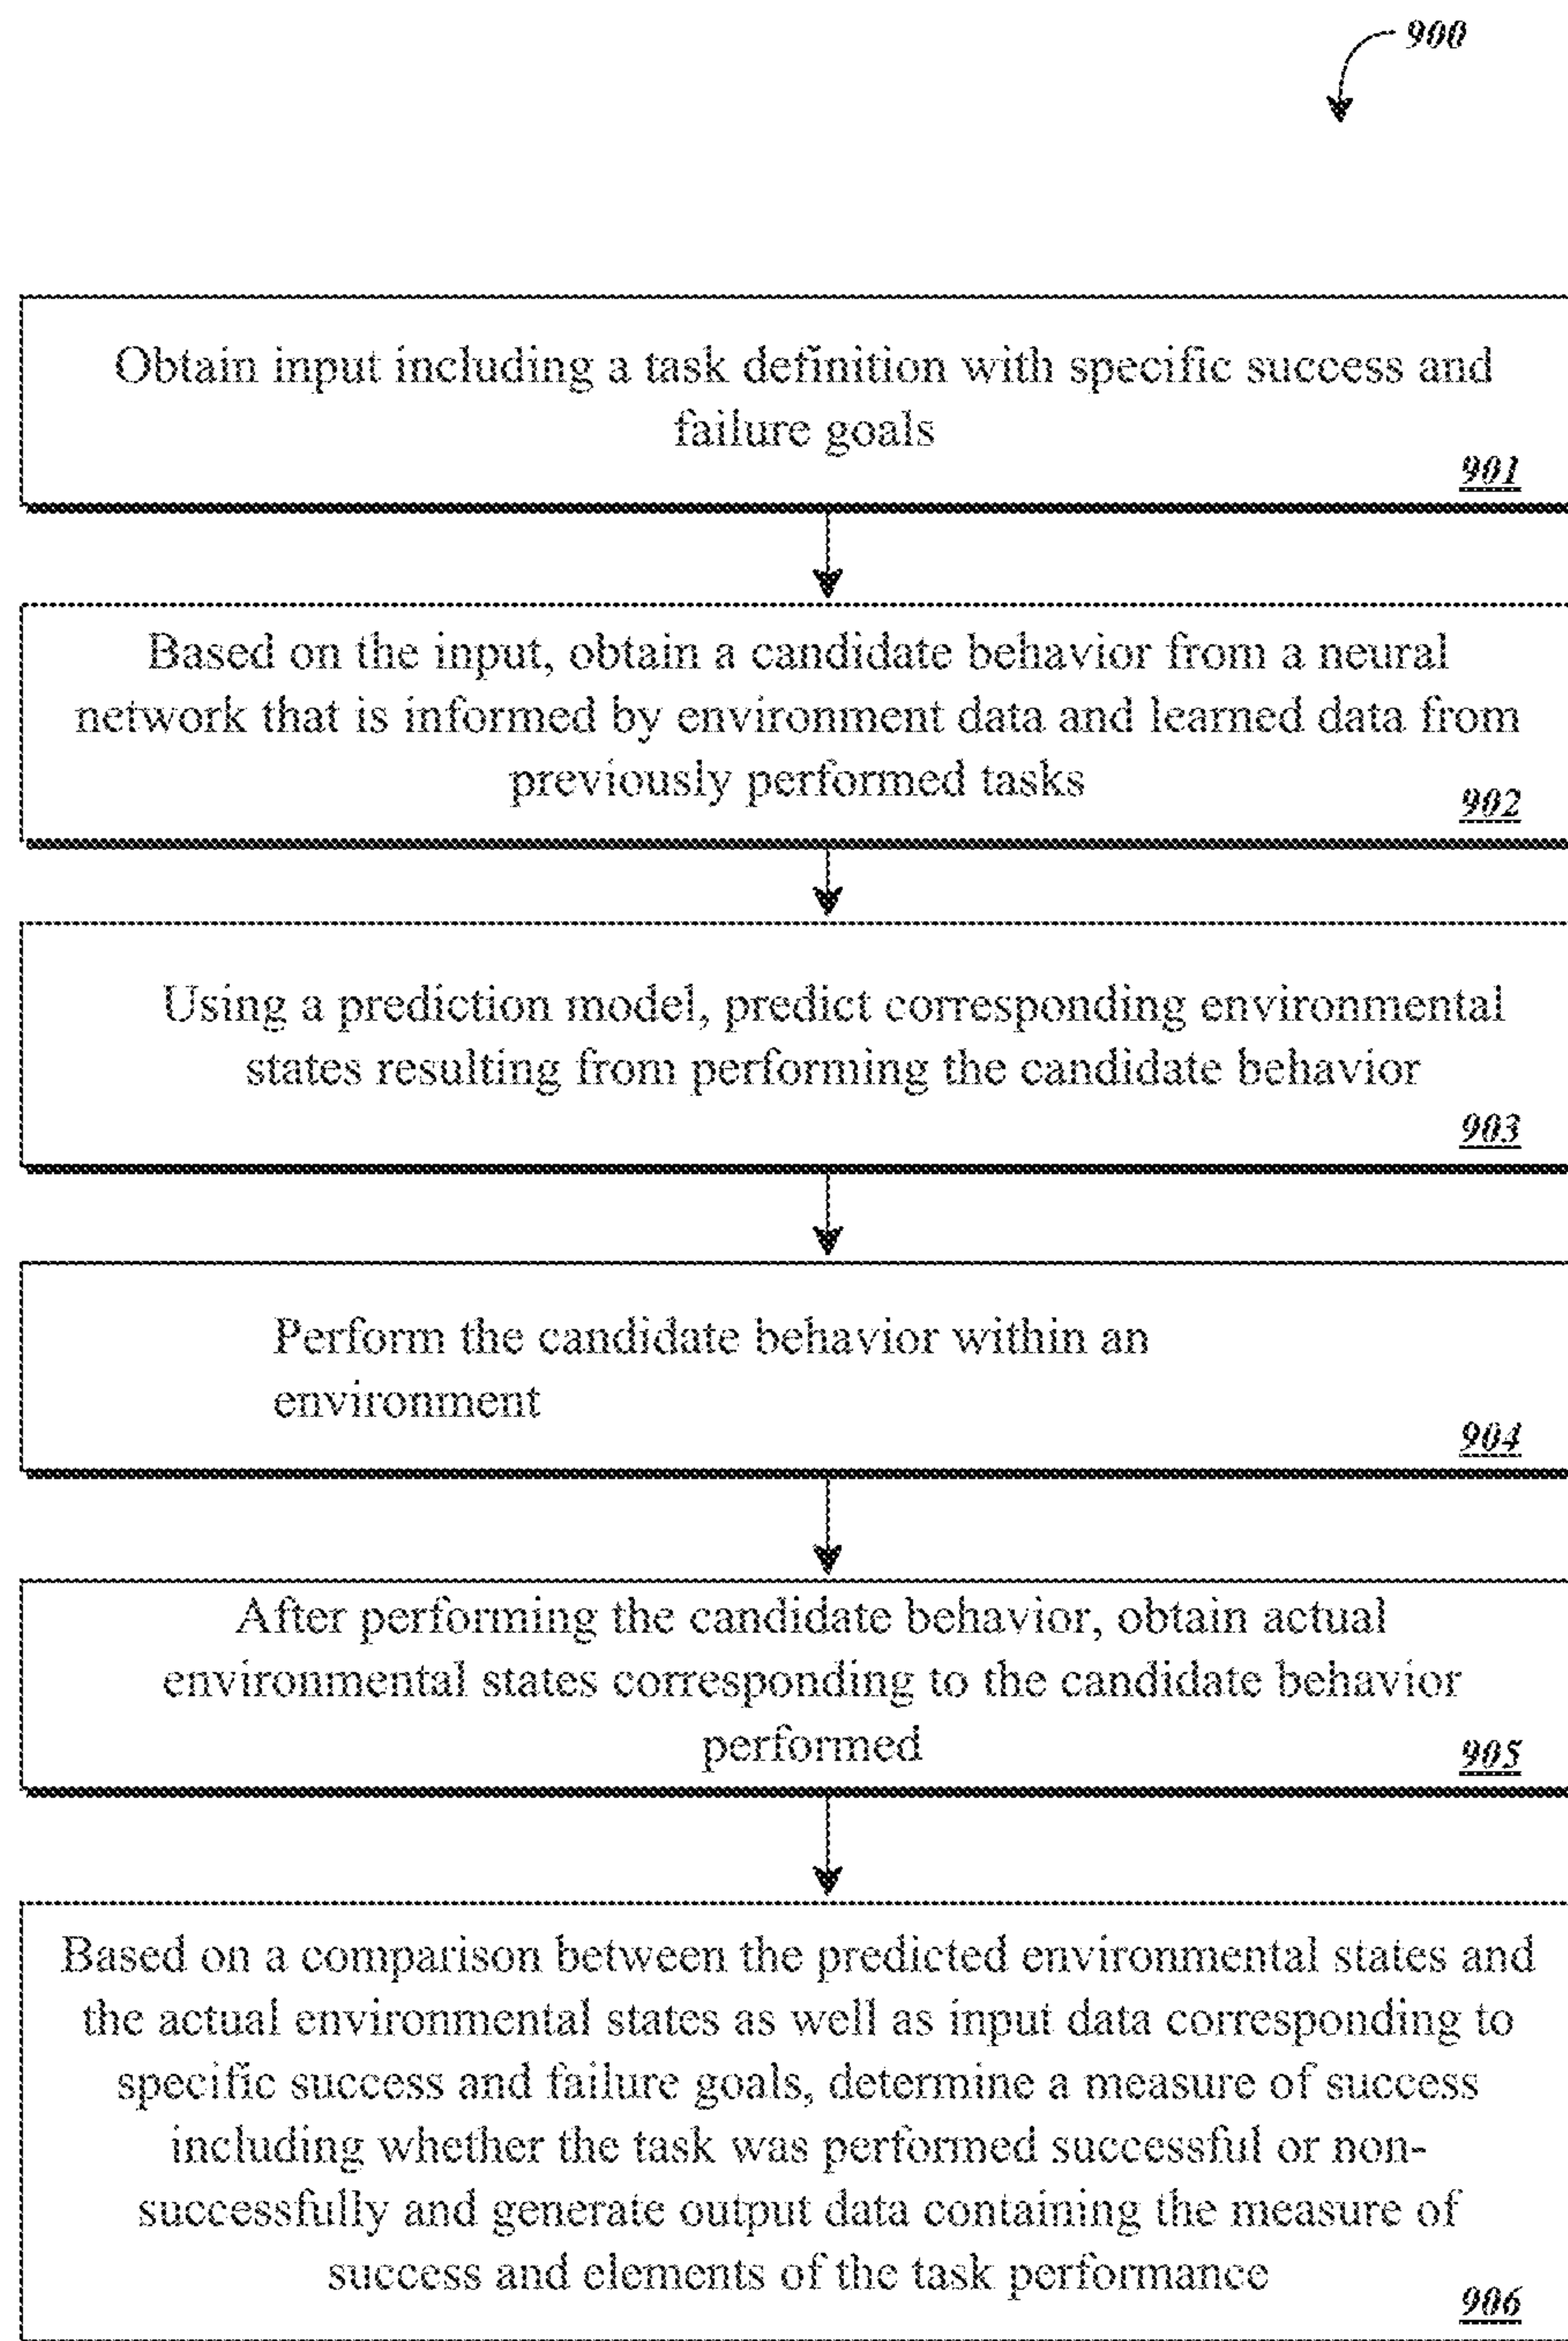 900
Obtain input including a task definition with specific success and
failure goals
901
Based on the input, obtain a candidate behavior from a neural
network that is informed by environment data and learned data from
previously performed tasks
902
Using a prediction model, predict corresponding environmental
states resulting from performing the candidate behavior
903
Perform the candidate behavior within an
environment
904
After performing the candidate behavior, obtain actual
environmental states corresponding to the candidate behavior
performed
905
Based on a comparison between the predicted environmental states and
the actual environmental states as well as input data corresponding to
specific success and failure goals, determine a measure of success
including whether the task was performed successful or non-
successfully and generate output data containing the measure of
success and elements of the task performance
906